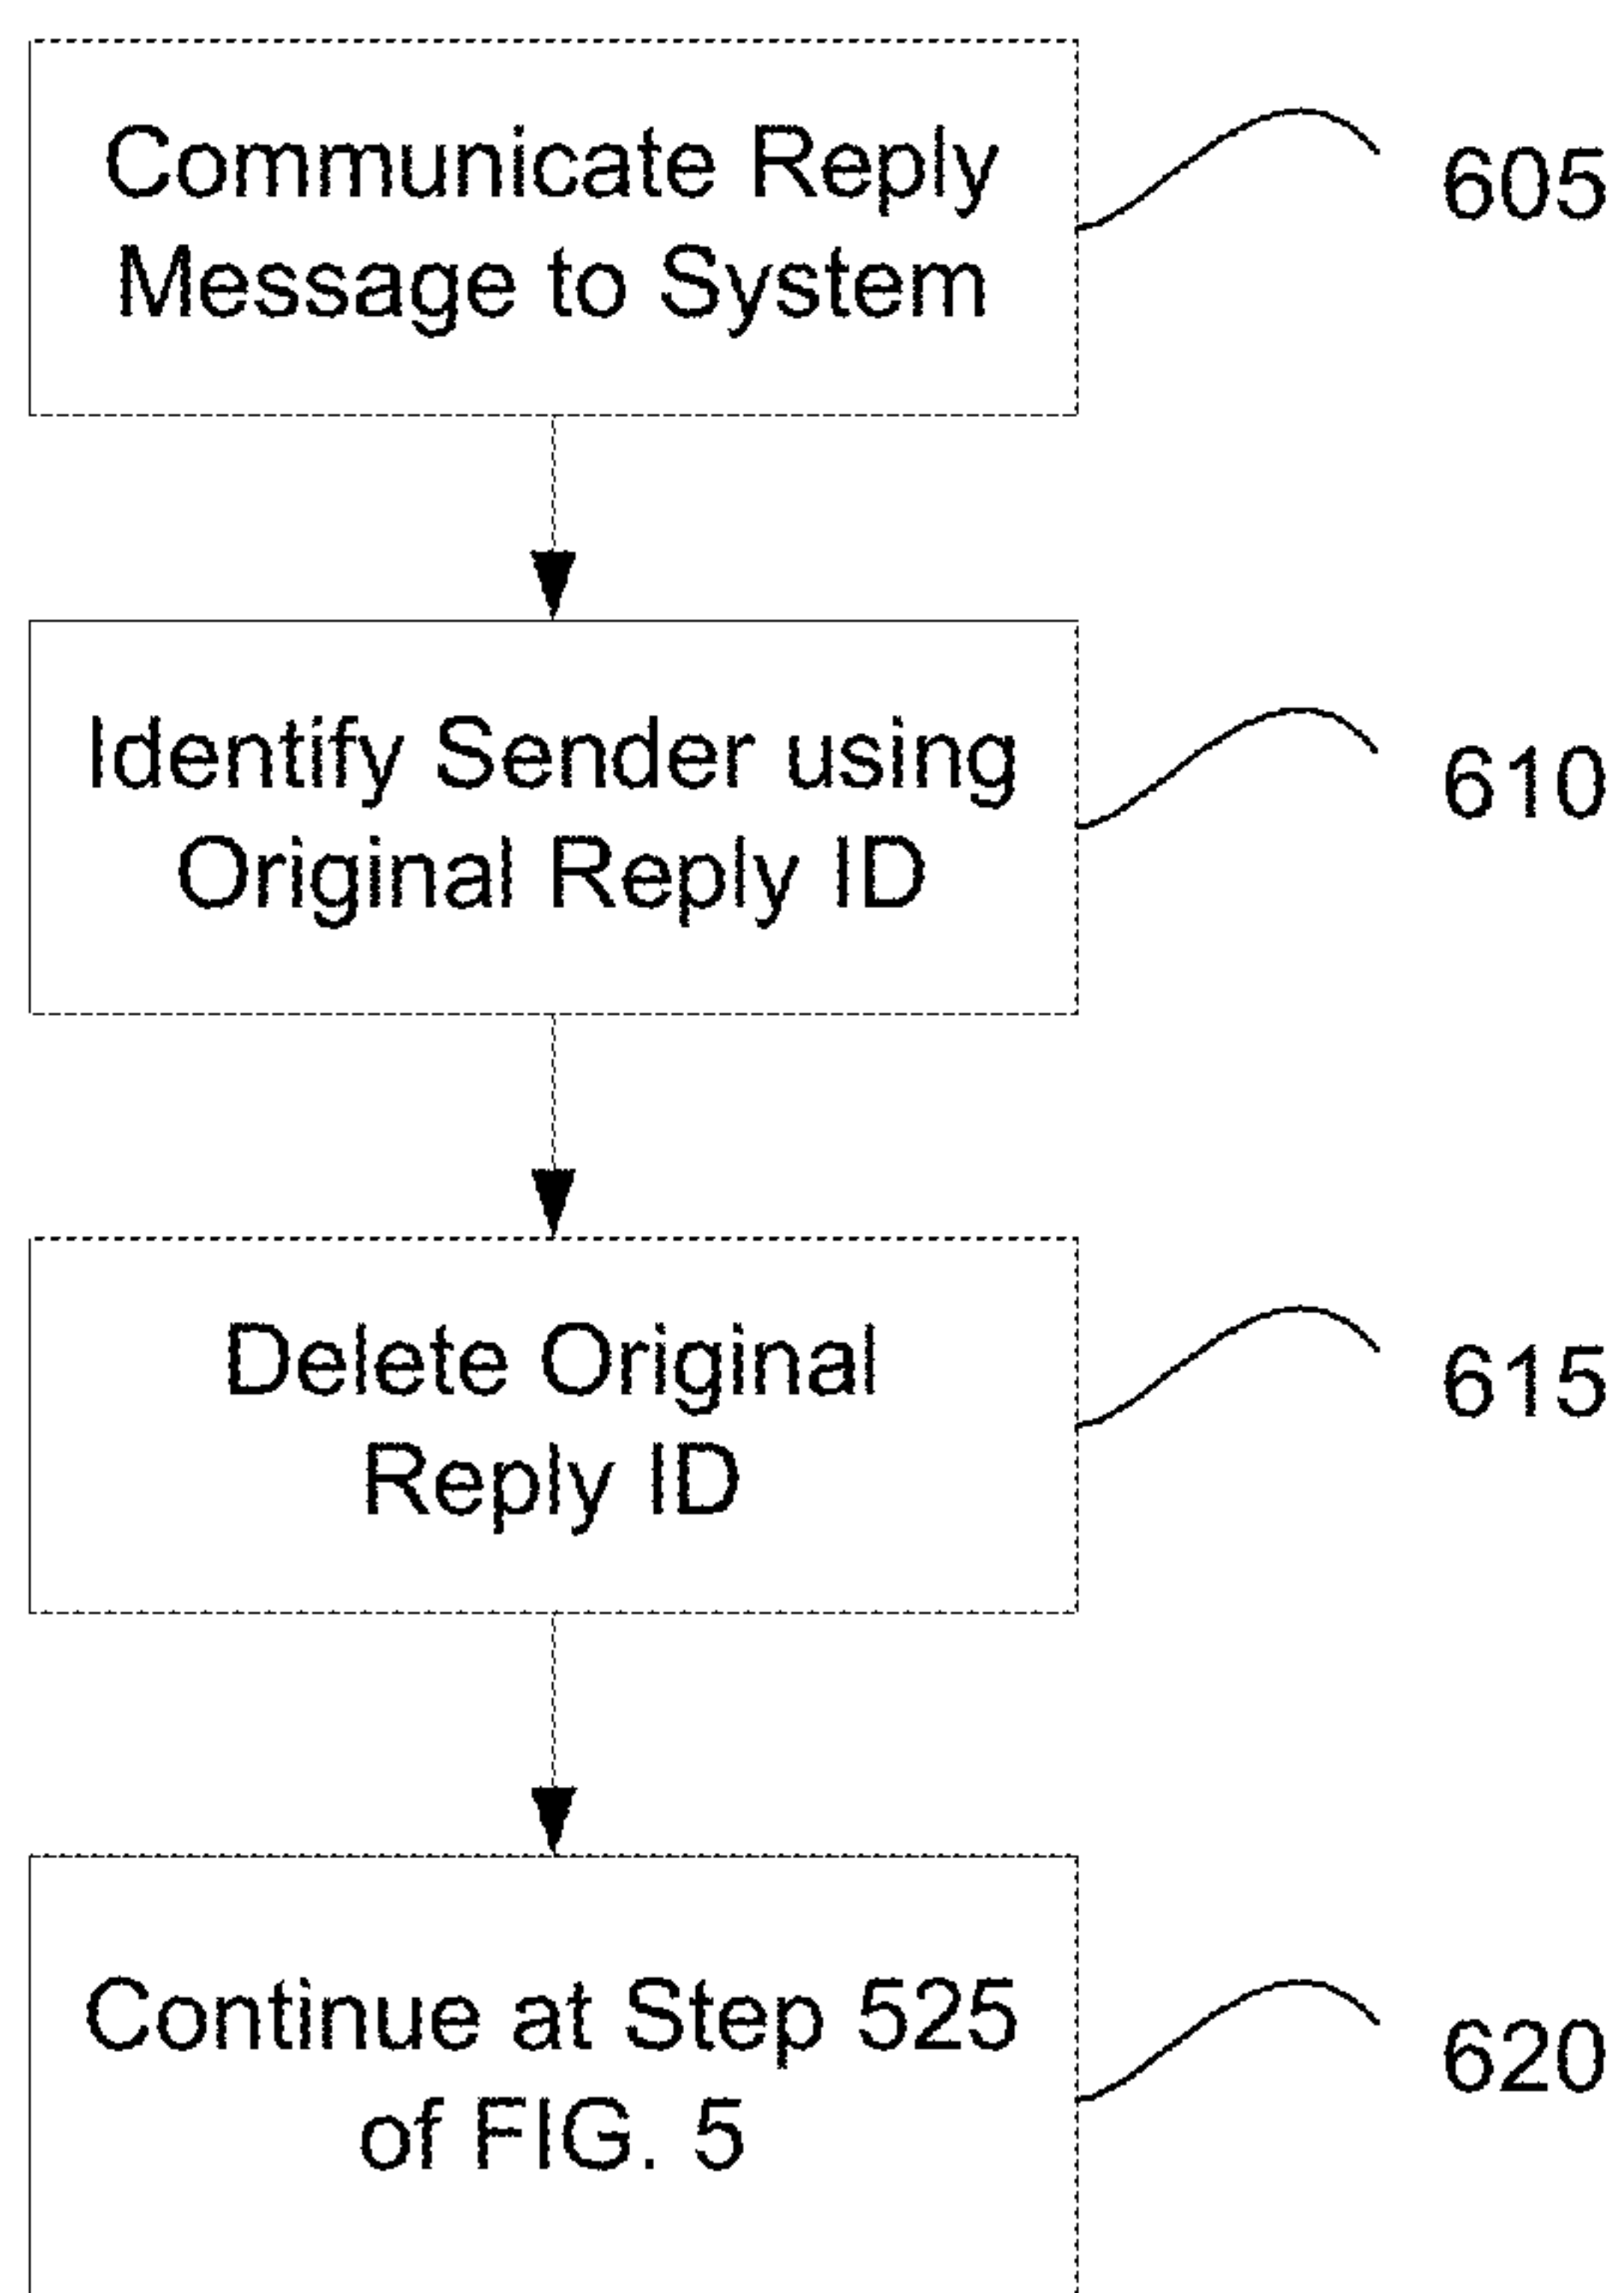 Communicate Reply
Message to System
605
Identify Sender using
Original Reply ID
610
Delete Original
Reply ID
615
Continue at Step 525
of FIG. 5
620